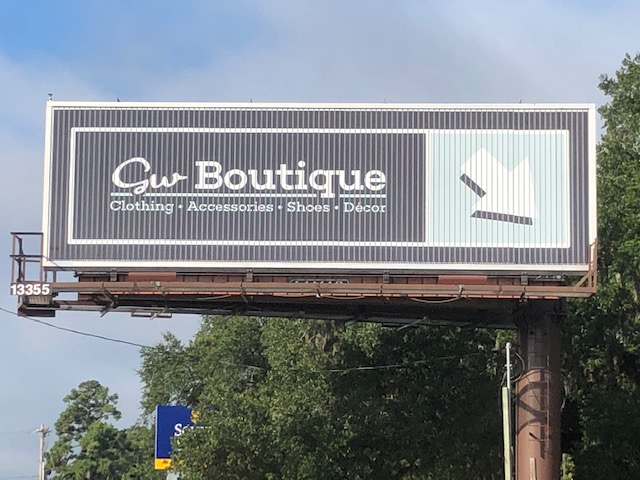 Gw Boutique
Clothing • Accessories • Shoes • Décor
13355